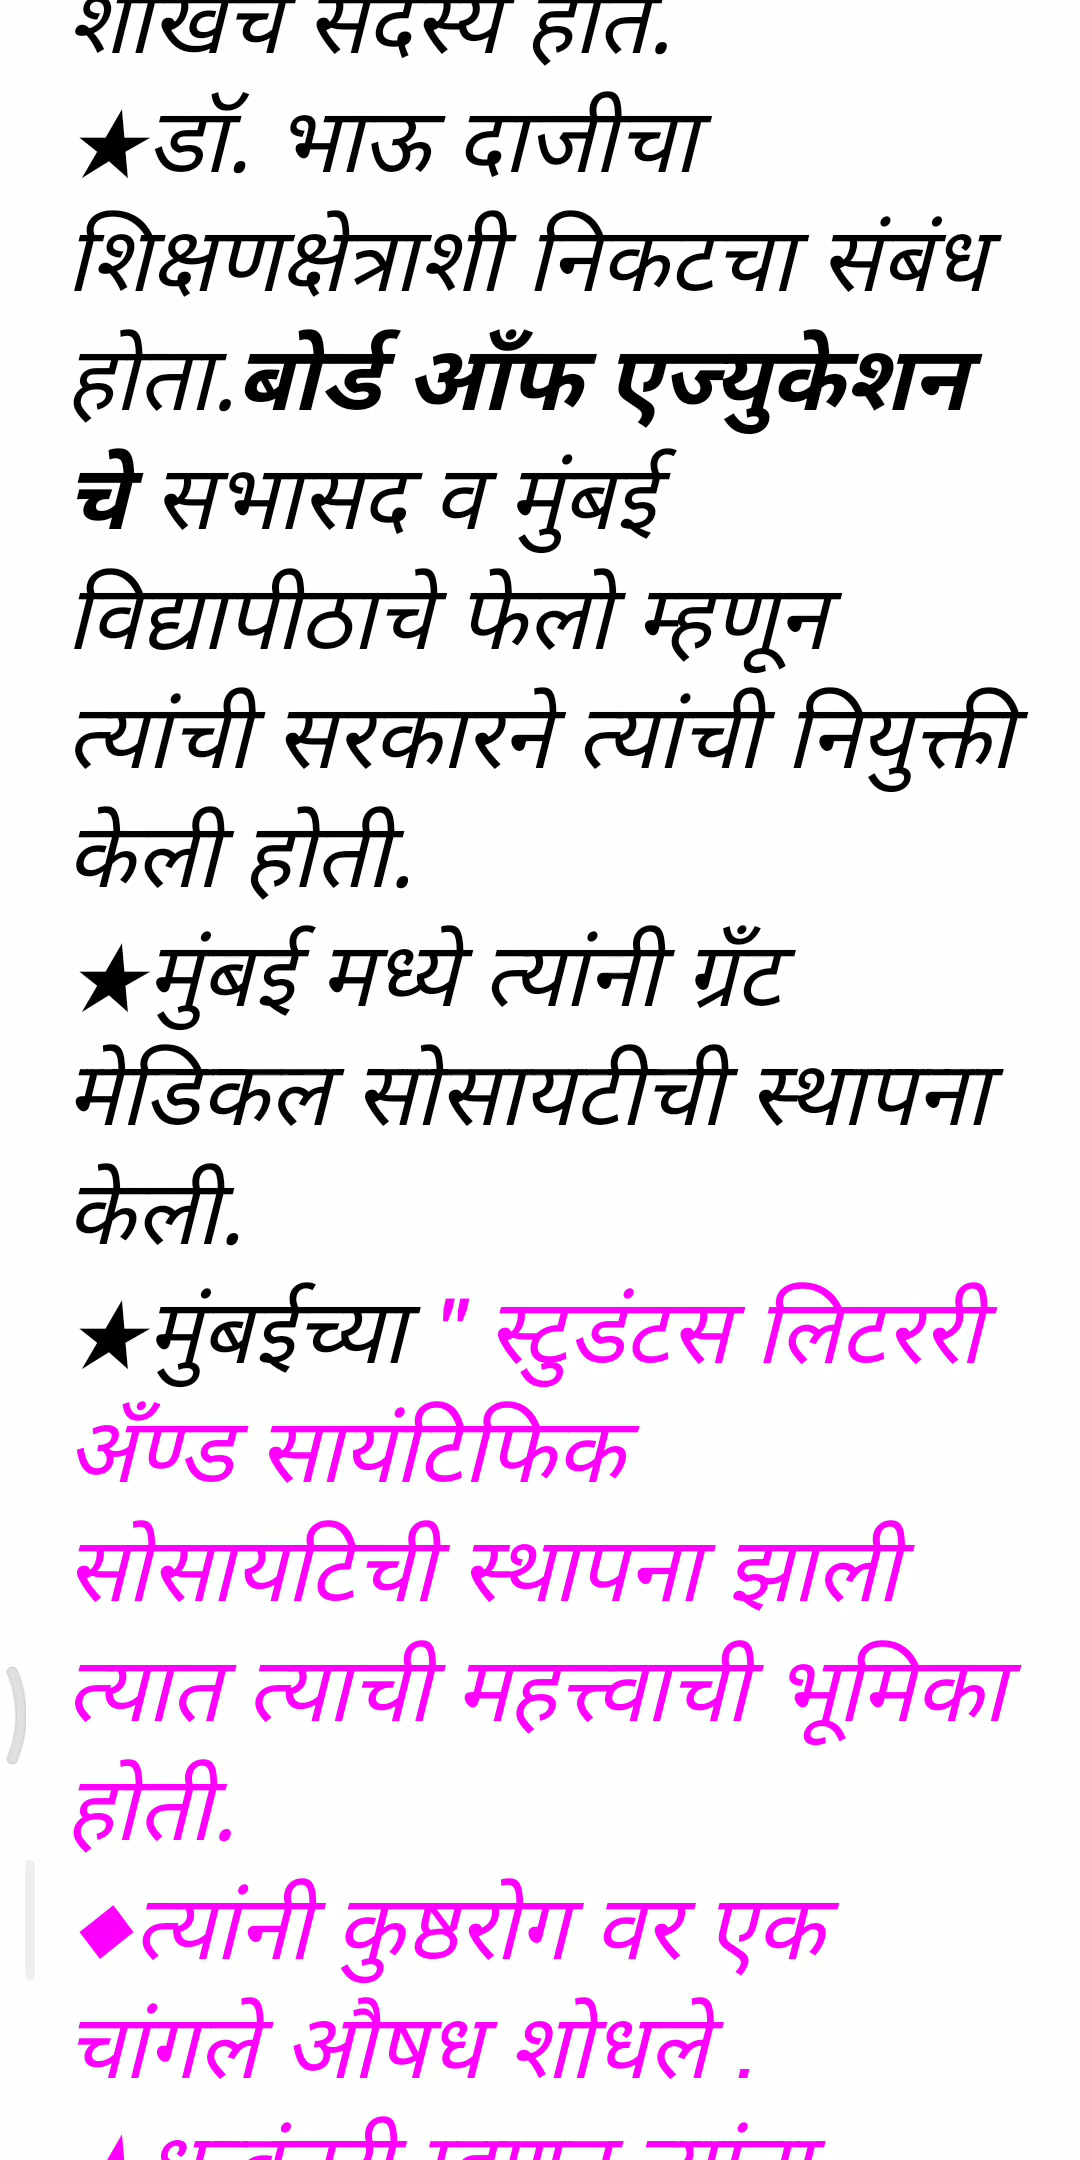 शाखेचे सदस्य होते.
★डॉ. भाऊ दाजीचा
शिक्षणक्षेत्राशी निकटचा संबंध
होता.बोर्ड ऑंफ एज्युकेशन
चे सभासद व मुंबई
विद्यापीठाचे फेलो म्हणून
त्यांची सरकारने त्यांची नियुक्ती
केली होती.
★मुंबई मध्ये त्यांनी ग्रँट
मेडिकल सोसायटीची स्थापना
केली.
★मुंबईच्या " स्टुडंटस लिटररी
अँण्ड सायंटिफिक
सोसायटिची स्थापना झाली
त्यात त्याची महत्त्वाची भूमिका
होती.
◆त्यांनी कुष्ठरोग वर एक
चांगले औषध शोधले .